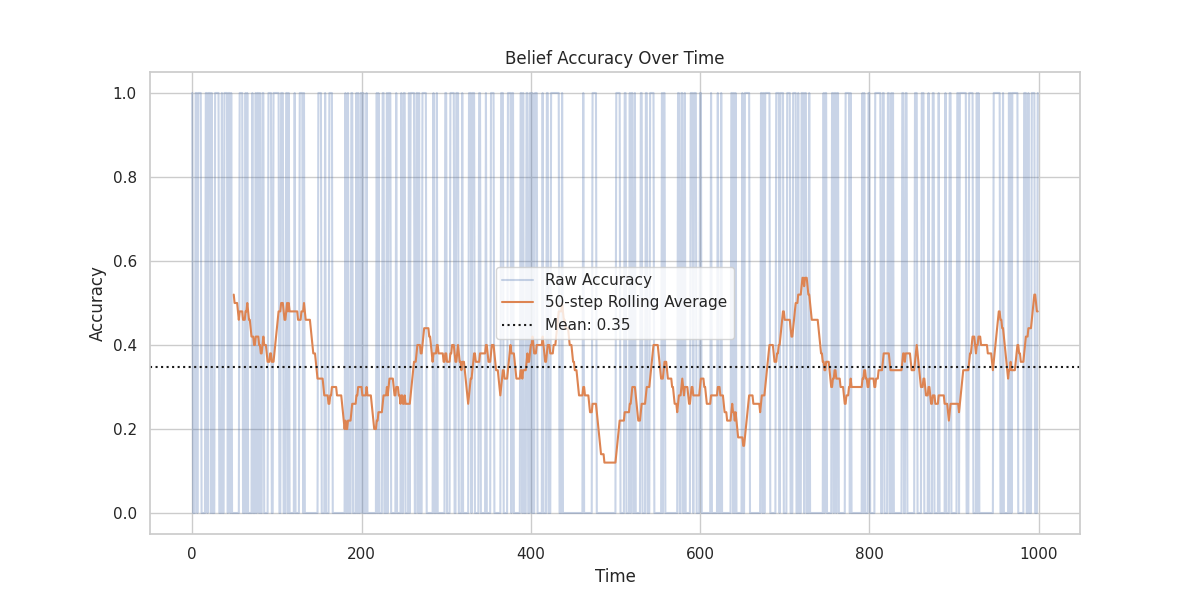 Belief Accuracy Over Time
Accuracy
1.0
0.8
0.6
0.4
0.2
0.0
Raw Accuracy
50-step Rolling Average
Mean: 0.35
0
200
400
600
800
1000
Time